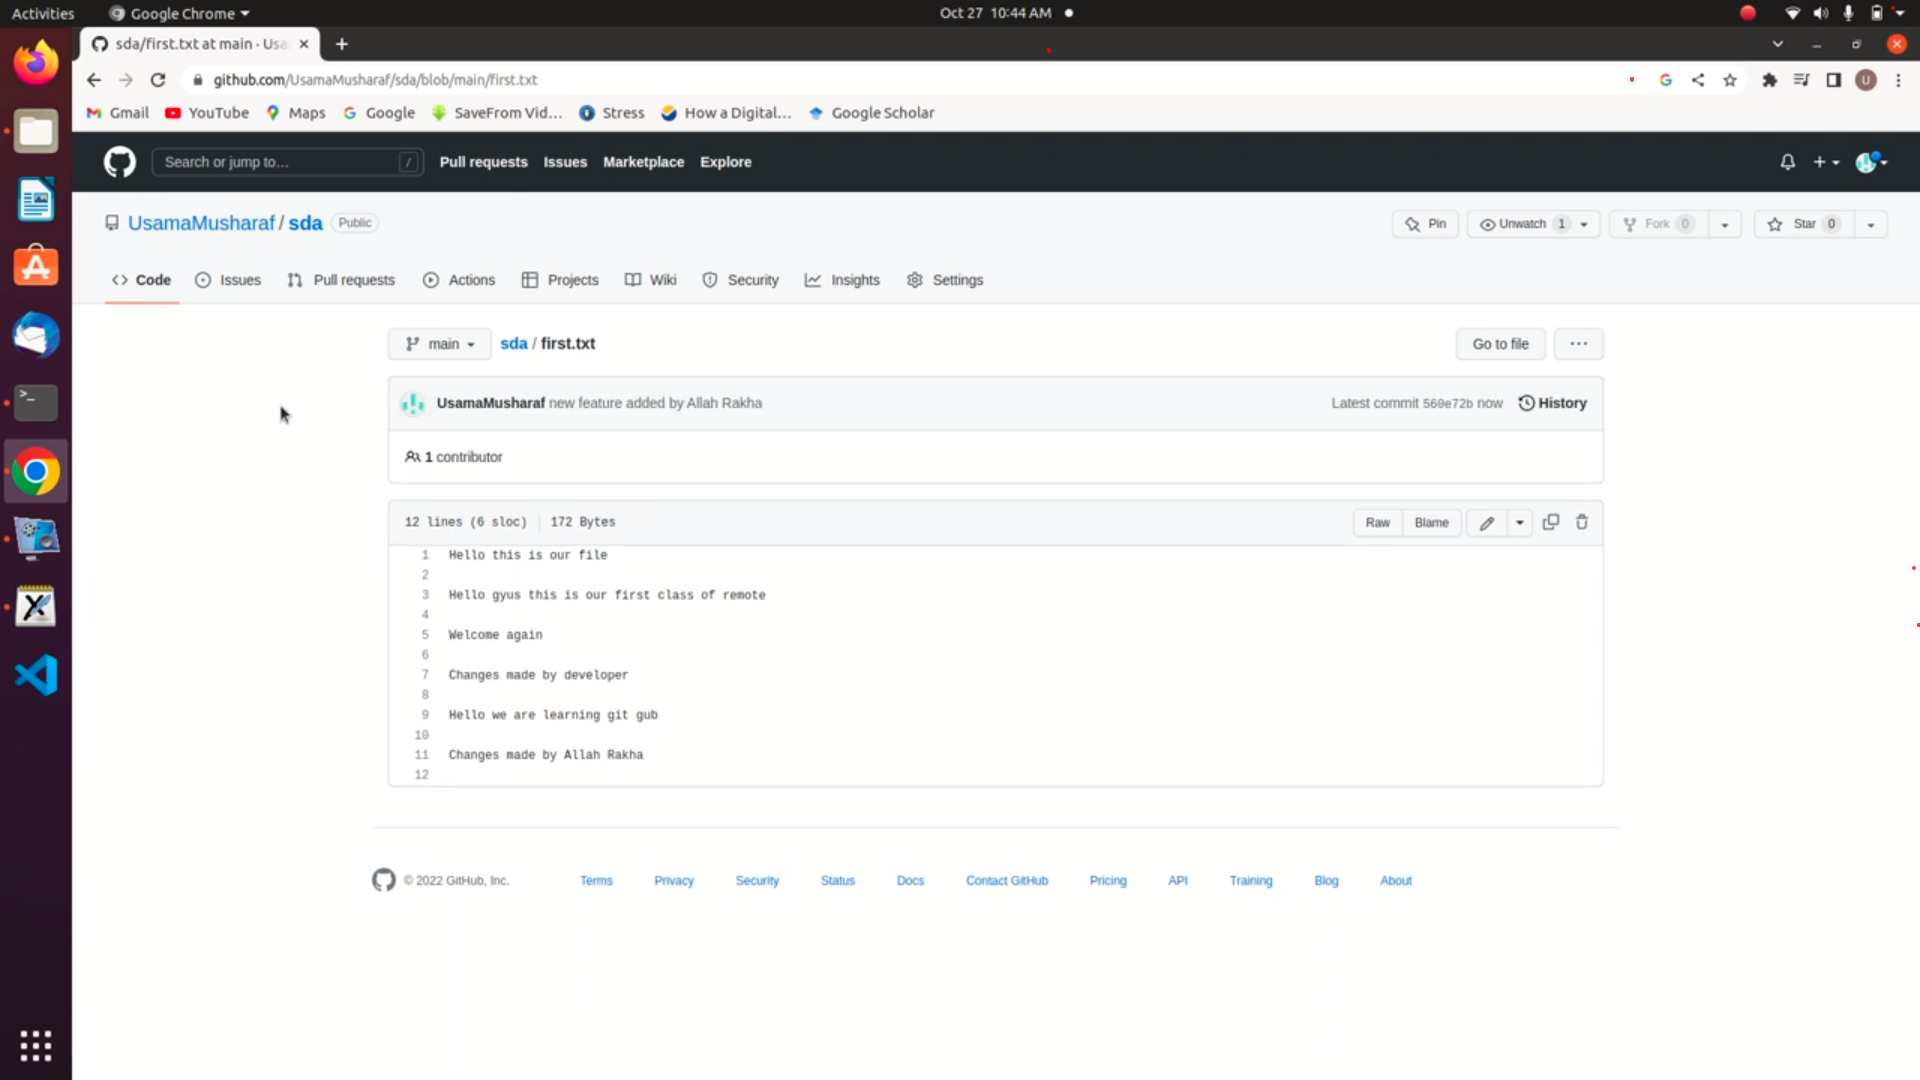 Activities Google Chrome Oct 27 10:44 AM
sda/first.txt at main · Usa
github.com/UsamaMusharaf/sda/blob/main/first.txt U
Gmail YouTube Maps Google SaveFrom Vid... Stress How a Digital... Google Scholar
Search or jump to... / Pull requests Issues Marketplace Explore
UsamaMusharaf / sda Public Pin Unwatch 1 Fork 0 Star 0
Code Issues Pull requests Actions Projects Wiki Security Insights Settings
main sda / first.txt Go to file ...
UsamaMusharaf new feature added by Allah Rakha Latest commit 560e72b now History
1 contributor
12 lines (6 sloc) 172 Bytes Raw Blame
1 Hello this is our file
2
3 Hello gyus this is our first class of remote
4
5 Welcome again
6
7 Changes made by developer
8
9 Hello we are learning git gub
10
11 Changes made by Allah Rakha
12
© 2022 GitHub, Inc. Terms Privacy Security Status Docs Contact GitHub Pricing API Training Blog About